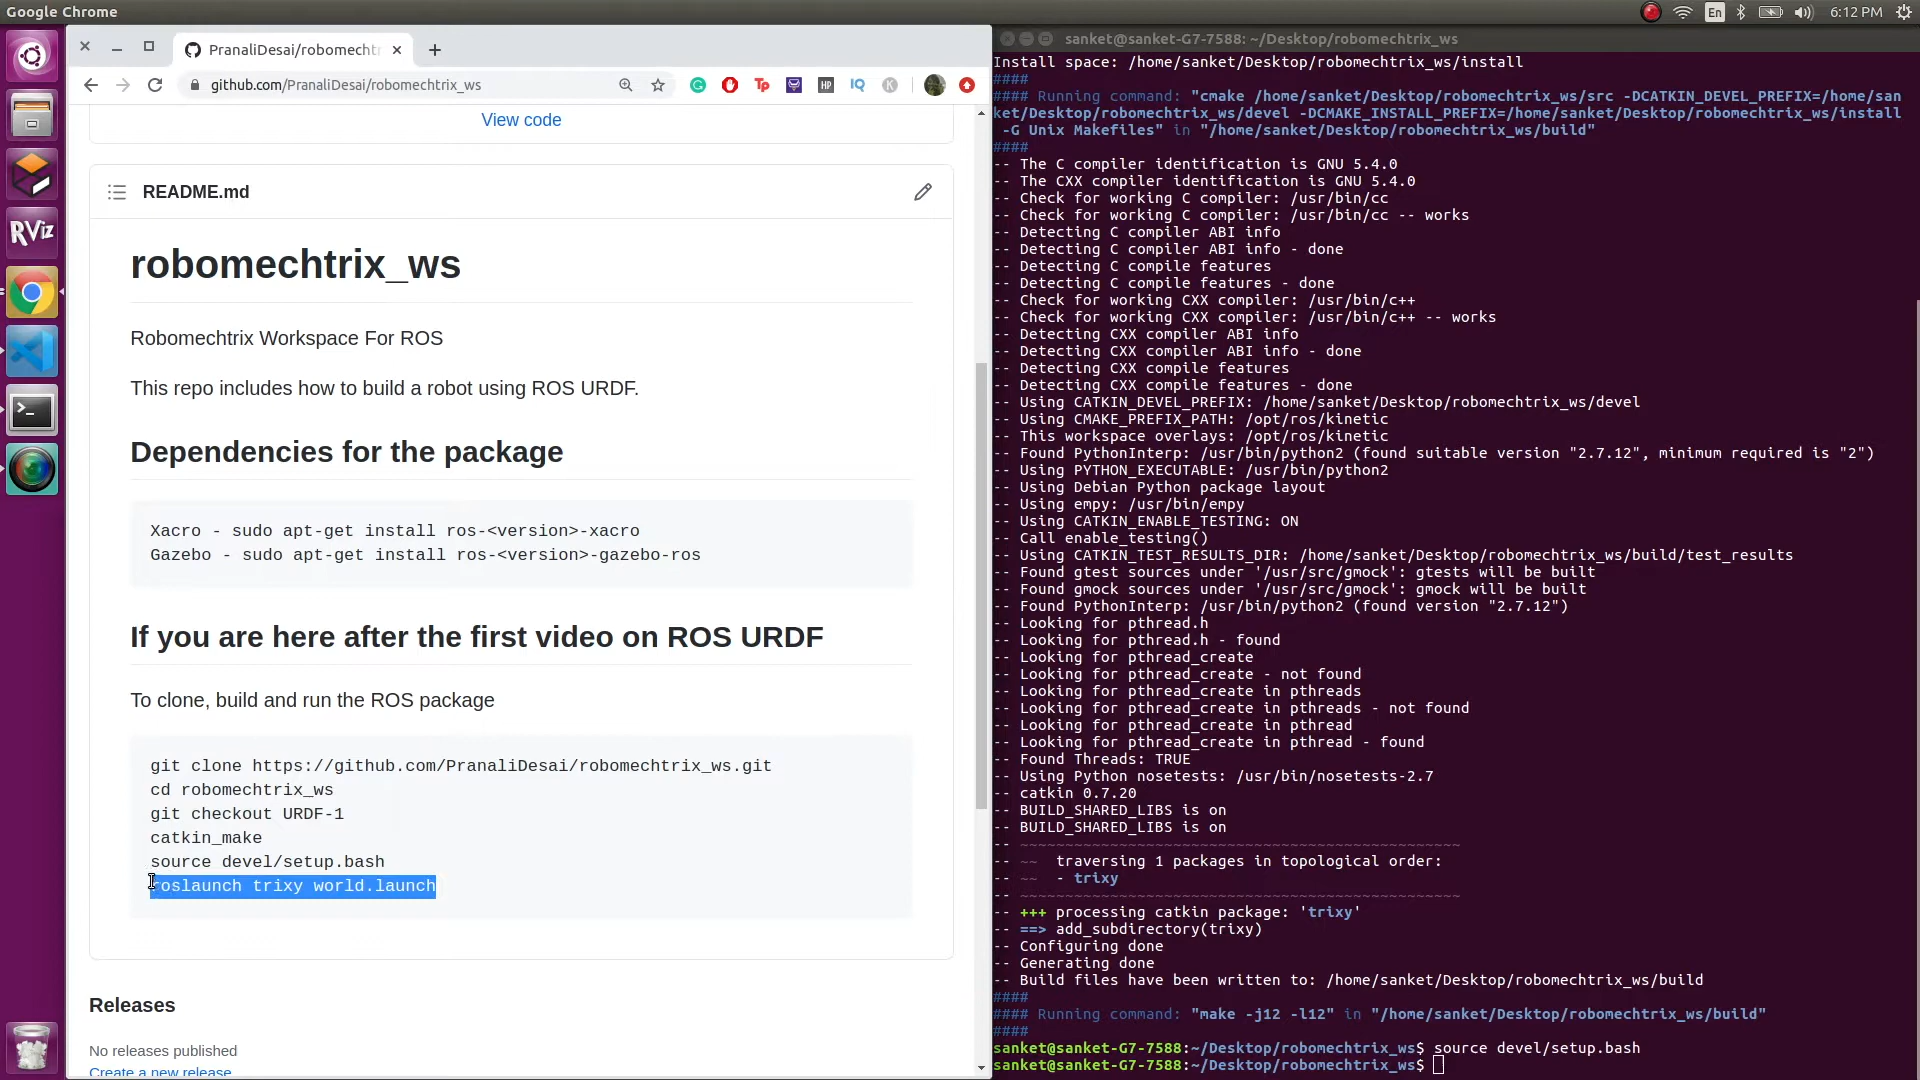 Google Chrome
En
6:12 PM
PranaliDesai/robomechtr
github.com/PranaliDesai/robomechtrix_ws
Tp
HP
IQ
K
RViz
View code
README.md
robomechtrix_ws
Robomechtrix Workspace For ROS
This repo includes how to build a robot using ROS URDF.
Dependencies for the package
Xacro - sudo apt-get install ros-<version>-xacro
Gazebo - sudo apt-get install ros-<version>-gazebo-ros
If you are here after the first video on ROS URDF
To clone, build and run the ROS package
git clone https://github.com/PranaliDesai/robomechtrix_ws.git
cd robomechtrix_ws
git checkout URDF-1
catkin_make
source devel/setup.bash
roslaunch trixy world.launch
Releases
No releases published
Create a new release
sanket@sanket-G7-7588: ~/Desktop/robomechtrix_ws
Install space: /home/sanket/Desktop/robomechtrix_ws/install
####
#### Running command: "cmake /home/sanket/Desktop/robomechtrix_ws/src -DCATKIN_DEVEL_PREFIX=/home/san
ket/Desktop/robomechtrix_ws/devel -DCMAKE_INSTALL_PREFIX=/home/sanket/Desktop/robomechtrix_ws/install
-G Unix Makefiles" in "/home/sanket/Desktop/robomechtrix_ws/build"
####
-- The C compiler identification is GNU 5.4.0
-- The CXX compiler identification is GNU 5.4.0
-- Check for working C compiler: /usr/bin/cc
-- Check for working C compiler: /usr/bin/cc -- works
-- Detecting C compiler ABI info
-- Detecting C compiler ABI info - done
-- Detecting C compile features
-- Detecting C compile features - done
-- Check for working CXX compiler: /usr/bin/c++
-- Check for working CXX compiler: /usr/bin/c++ -- works
-- Detecting CXX compiler ABI info
-- Detecting CXX compiler ABI info - done
-- Detecting CXX compile features
-- Detecting CXX compile features - done
-- Using CATKIN_DEVEL_PREFIX: /home/sanket/Desktop/robomechtrix_ws/devel
-- Using CMAKE_PREFIX_PATH: /opt/ros/kinetic
-- This workspace overlays: /opt/ros/kinetic
-- Found PythonInterp: /usr/bin/python2 (found suitable version "2.7.12", minimum required is "2")
-- Using PYTHON_EXECUTABLE: /usr/bin/python2
-- Using Debian Python package layout
-- Using empy: /usr/bin/empy
-- Using CATKIN_ENABLE_TESTING: ON
-- Call enable_testing()
-- Using CATKIN_TEST_RESULTS_DIR: /home/sanket/Desktop/robomechtrix_ws/build/test_results
-- Found gtest sources under '/usr/src/gmock': gtests will be built
-- Found gmock sources under '/usr/src/gmock': gmock will be built
-- Found PythonInterp: /usr/bin/python2 (found version "2.7.12")
-- Looking for pthread.h
-- Looking for pthread.h - found
-- Looking for pthread_create
-- Looking for pthread_create - not found
-- Looking for pthread_create in pthreads
-- Looking for pthread_create in pthreads - not found
-- Looking for pthread_create in pthread
-- Looking for pthread_create in pthread - found
-- Found Threads: TRUE
-- Using Python nosetests: /usr/bin/nosetests-2.7
-- catkin 0.7.20
-- BUILD_SHARED_LIBS is on
-- BUILD_SHARED_LIBS is on
-- ~~~~~~~~~~~~~~~~~~~~~~~~~~~~~~~~~~~~~~~~~~~~~~~~~
-- ~~  traversing 1 packages in topological order:
-- ~~  - trixy
-- ~~~~~~~~~~~~~~~~~~~~~~~~~~~~~~~~~~~~~~~~~~~~~~~~~
-- +++ processing catkin package: 'trixy'
-- ==> add_subdirectory(trixy)
-- Configuring done
-- Generating done
-- Build files have been written to: /home/sanket/Desktop/robomechtrix_ws/build
####
#### Running command: "make -j12 -l12" in "/home/sanket/Desktop/robomechtrix_ws/build"
####
sanket@sanket-G7-7588:~/Desktop/robomechtrix_ws$ source devel/setup.bash
sanket@sanket-G7-7588:~/Desktop/robomechtrix_ws$